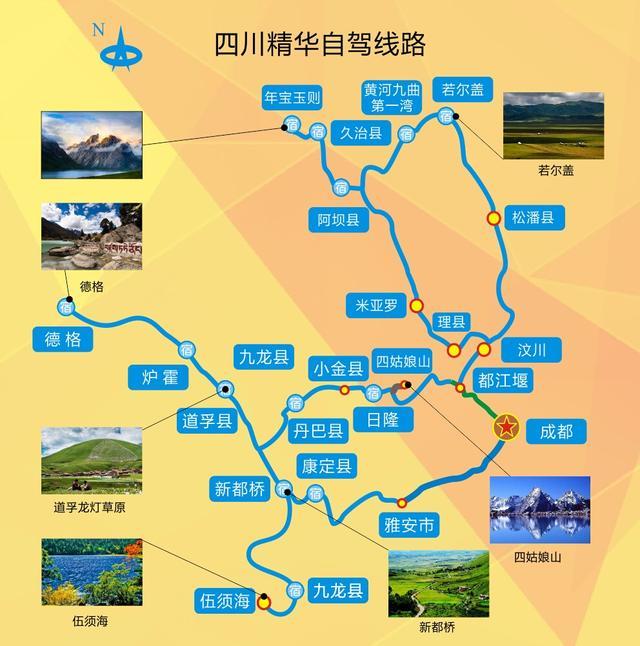 N
四川精华自驾线路
年宝玉则
久治县
黄河九曲
第一湾
若尔盖
若尔盖
阿坝县
松潘县
德格
米亚罗
理县
汶川
德格
九龙县
小金县
四姑娘山
都江堰
炉霍
道孚县
丹巴县
日隆
成都
新都桥
康定县
雅安市
道孚龙灯草原
四姑娘山
伍须海
九龙县
伍须海
新都桥
宿
宿
宿
宿
宿
宿
宿
宿
宿
宿
宿
宿